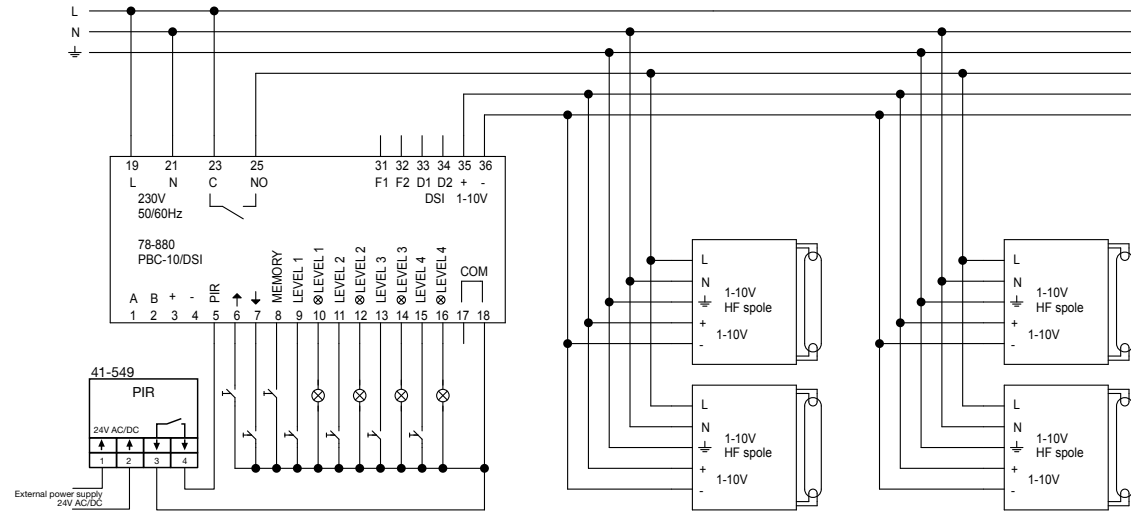 L
N
19 21 23 25 31 32 33 34 35 36
L N C NO F1 F2 D1 D2 + -
230V DSI 1-10V
50/60Hz
78-880
PBC-10/DSI
MEMORY
LEVEL 1
⊗ LEVEL 1
LEVEL 2
⊗ LEVEL 2
LEVEL 3
⊗ LEVEL 3
LEVEL 4
⊗ LEVEL 4
COM
A B + - PIR
1 2 3 4 5 6 7 8 9 10 11 12 13 14 15 16 17 18
41-549
PIR
24V AC/DC
1 2 3 4
External power supply
24V AC/DC
L
N
1-10V
HF spole
+
1-10V
-
L
N
1-10V
HF spole
+
1-10V
-
L
N
1-10V
HF spole
+
1-10V
-
L
N
1-10V
HF spole
+
1-10V
-